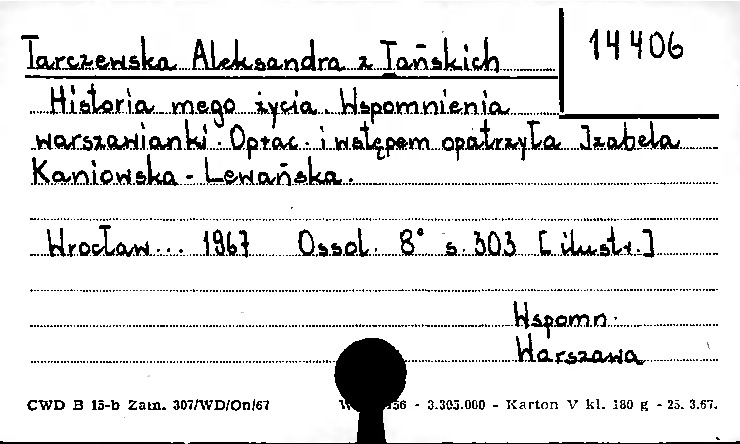 14406
Tarczewska Aleksandra z Tańskich
Historia mego życia. Wspomnienia
warszawianki. Oprac. i wstępem opatrzyła Izabela
Kaniowska-Lewańska.
Wrocław... 1967 Ossol. 8° s. 303 [ilustr.]
Wspomn.
Warszawa
CWD B 15-b Zam. 307/WD/On/67 56 - 3.305.000 - Karton V kl. 180 g - 25. 3.67.